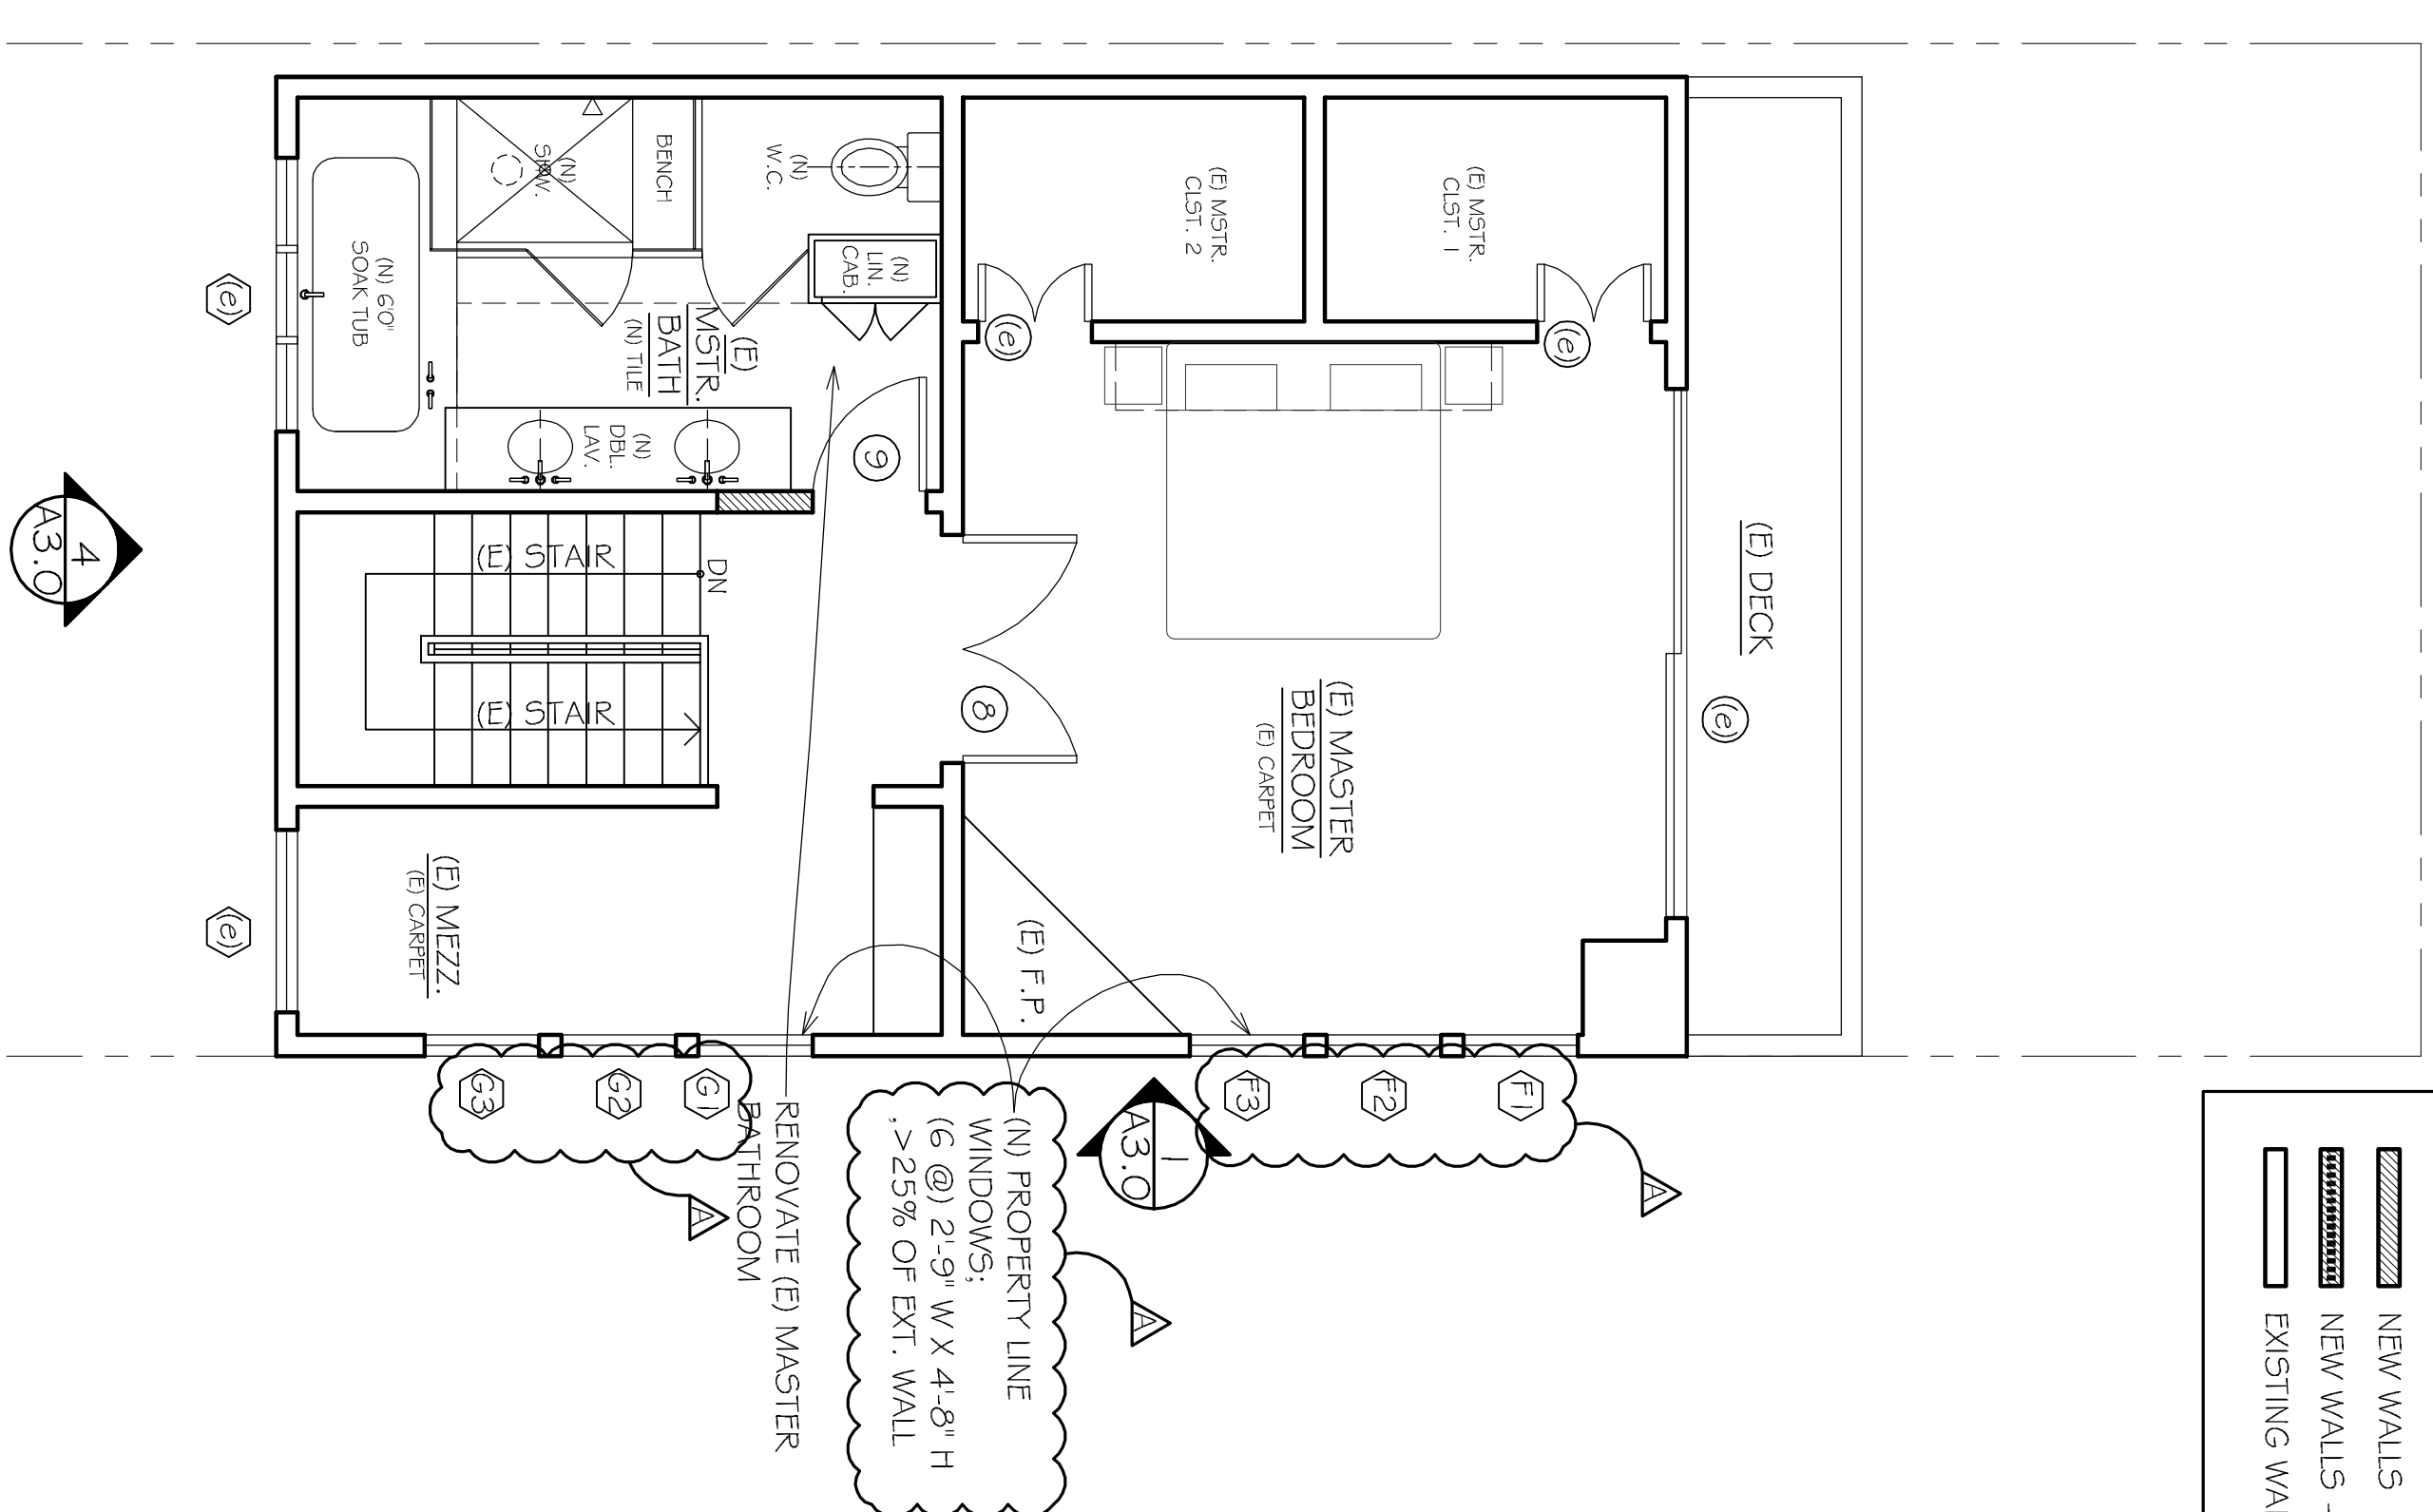 (E) DECK
(e)
(E) MSTR.
CLST. 1
(e)
(E) MSTR.
CLST. 2
(e)
(E) MASTER
BEDROOM
(E) CARPET
(E) F.P.
8
9
(N)
W.C.
(N)
LIN.
CAB.
BENCH
(N)
SHW.
(E)
MSTR.
BATH
(N) TILE
(N)
DBL.
LAV.
(N) 6'0"
SOAK TUB
(e)
DN
(E) STAIR
(E) STAIR
(E) MEZZ.
(E) CARPET
(e)
4
A3.0
F1
F2
F3
A
1
A3.0
G1
G2
G3
A
(N) PROPERTY LINE
WINDOWS;
(6 @) 2'-9" W X 4'-8" H
,>25% OF EXT. WALL
A
RENOVATE (E) MASTER
BATHROOM
NEW WALLS
NEW WALLS -
EXISTING